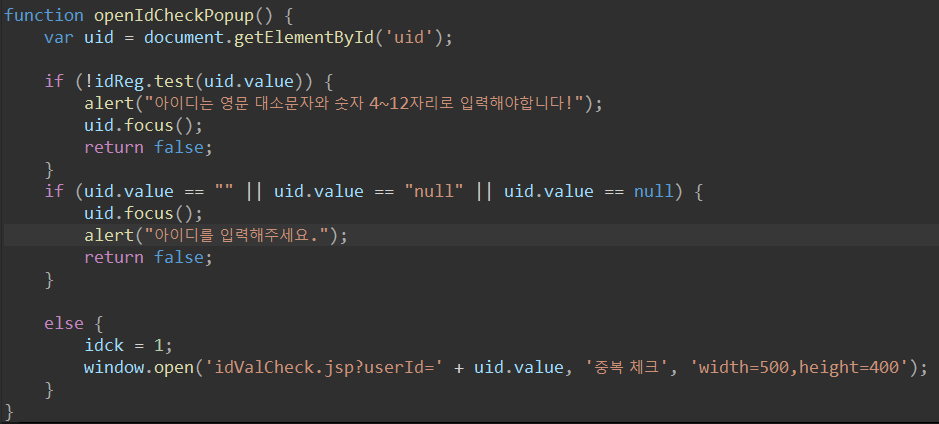 function openIdCheckPopup() {
    var uid = document.getElementById('uid');

    if (!idReg.test(uid.value)) {
        alert("아이디는 영문 대소문자와 숫자 4~12자리로 입력해야합니다!");
        uid.focus();
        return false;
    }
    if (uid.value == "" || uid.value == "null" || uid.value == null) {
        uid.focus();
        alert("아이디를 입력해주세요.");
        return false;
    }

    else {
        idck = 1;
        window.open('idValCheck.jsp?userId=' + uid.value, '중복 체크', 'width=500,height=400');
    }
}